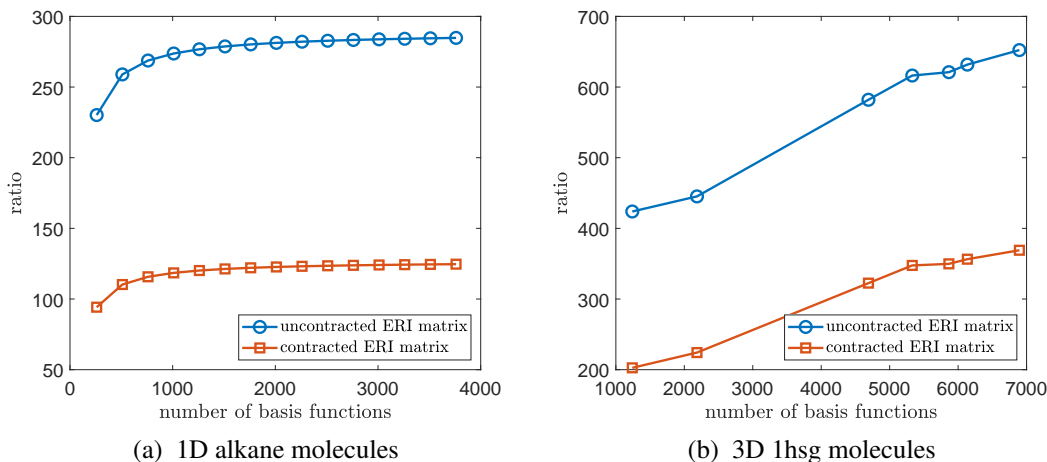 300
250
200
150
100
50
ratio
0
1000
2000
3000
4000
number of basis functions
uncontracted ERI matrix
contracted ERI matrix
(a) 1D alkane molecules
700
600
500
400
300
200
ratio
1000
2000
3000
4000
5000
6000
7000
number of basis functions
uncontracted ERI matrix
contracted ERI matrix
(b) 3D 1hsg molecules